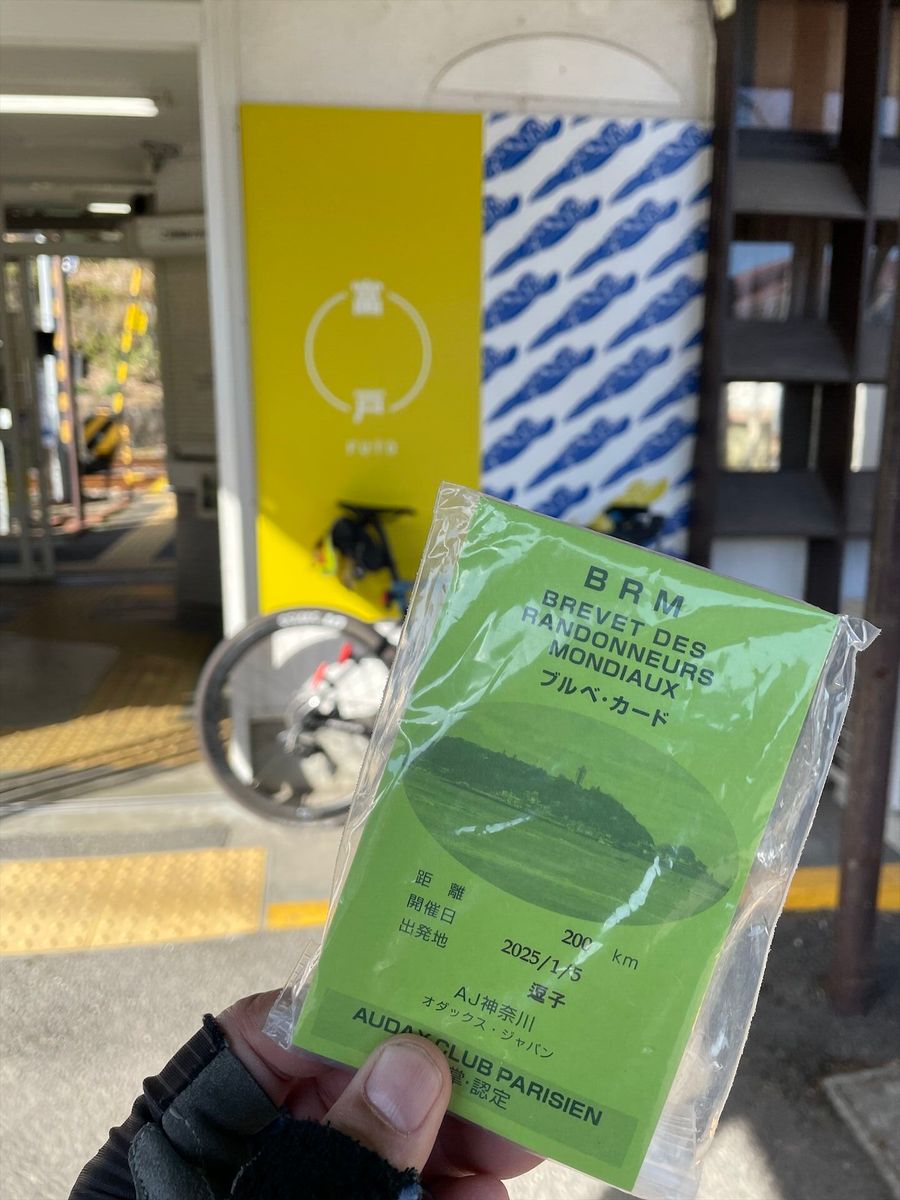 富
戸
FUTO
BRM
BREVET DES
RANDONNEURS
MONDIAUX
ブルベ・カード
距 離 200 km
開催日 2025/1/5
出発地 逗子
AJ神奈川
オダックス・ジャパン
AUDAX CLUB PARISIEN
認定